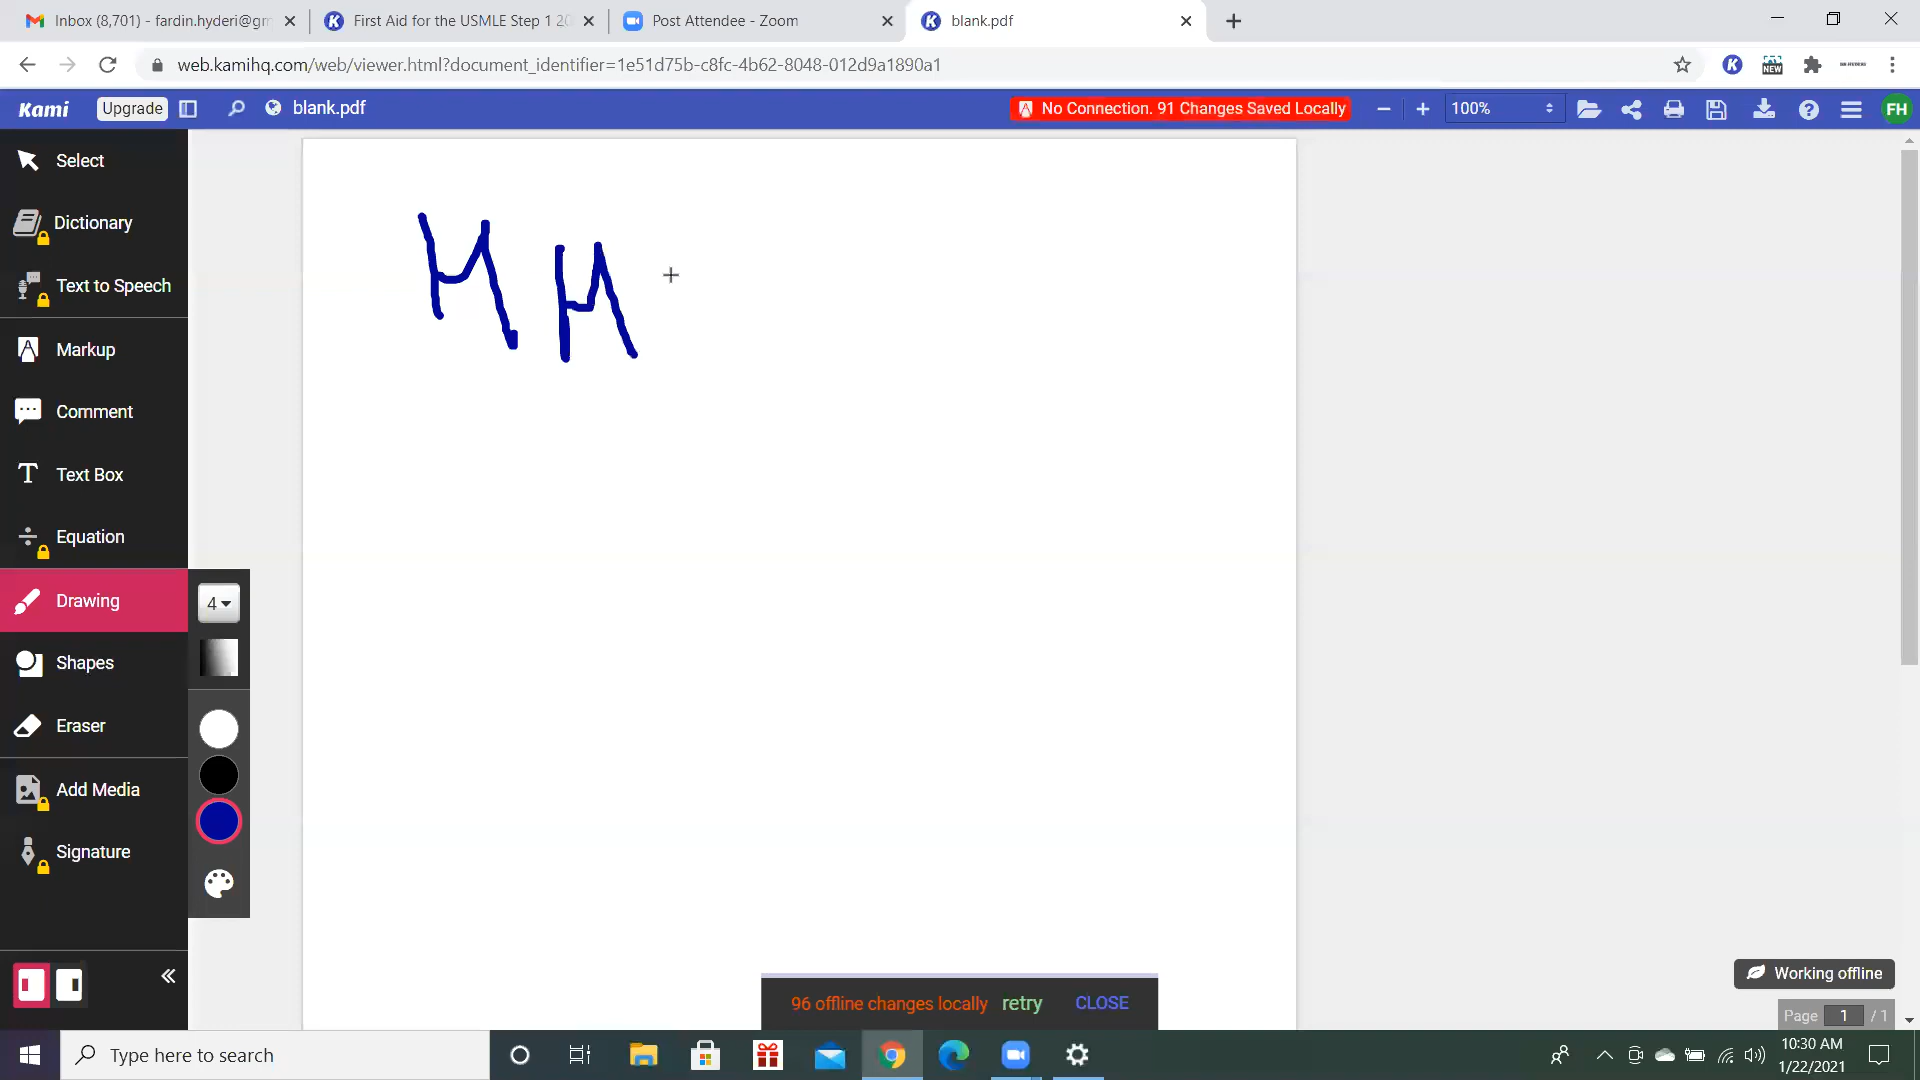 Inbox (8,701) - fardin.hyderi@gm
First Aid for the USMLE Step 1 20
Post Attendee - Zoom
blank.pdf
web.kamihq.com/web/viewer.html?document_identifier=1e51d75b-c8fc-4b62-8048-012d9a1890a1
NEW
Kami
Upgrade
blank.pdf
No Connection. 91 Changes Saved Locally
100%
FH
Select
Dictionary
Text to Speech
Markup
Comment
Text Box
Equation
Drawing
4
Shapes
Eraser
Add Media
Signature
96 offline changes locally retry CLOSE
Working offline
Page 1 / 1
Type here to search
10:30 AM
1/22/2021